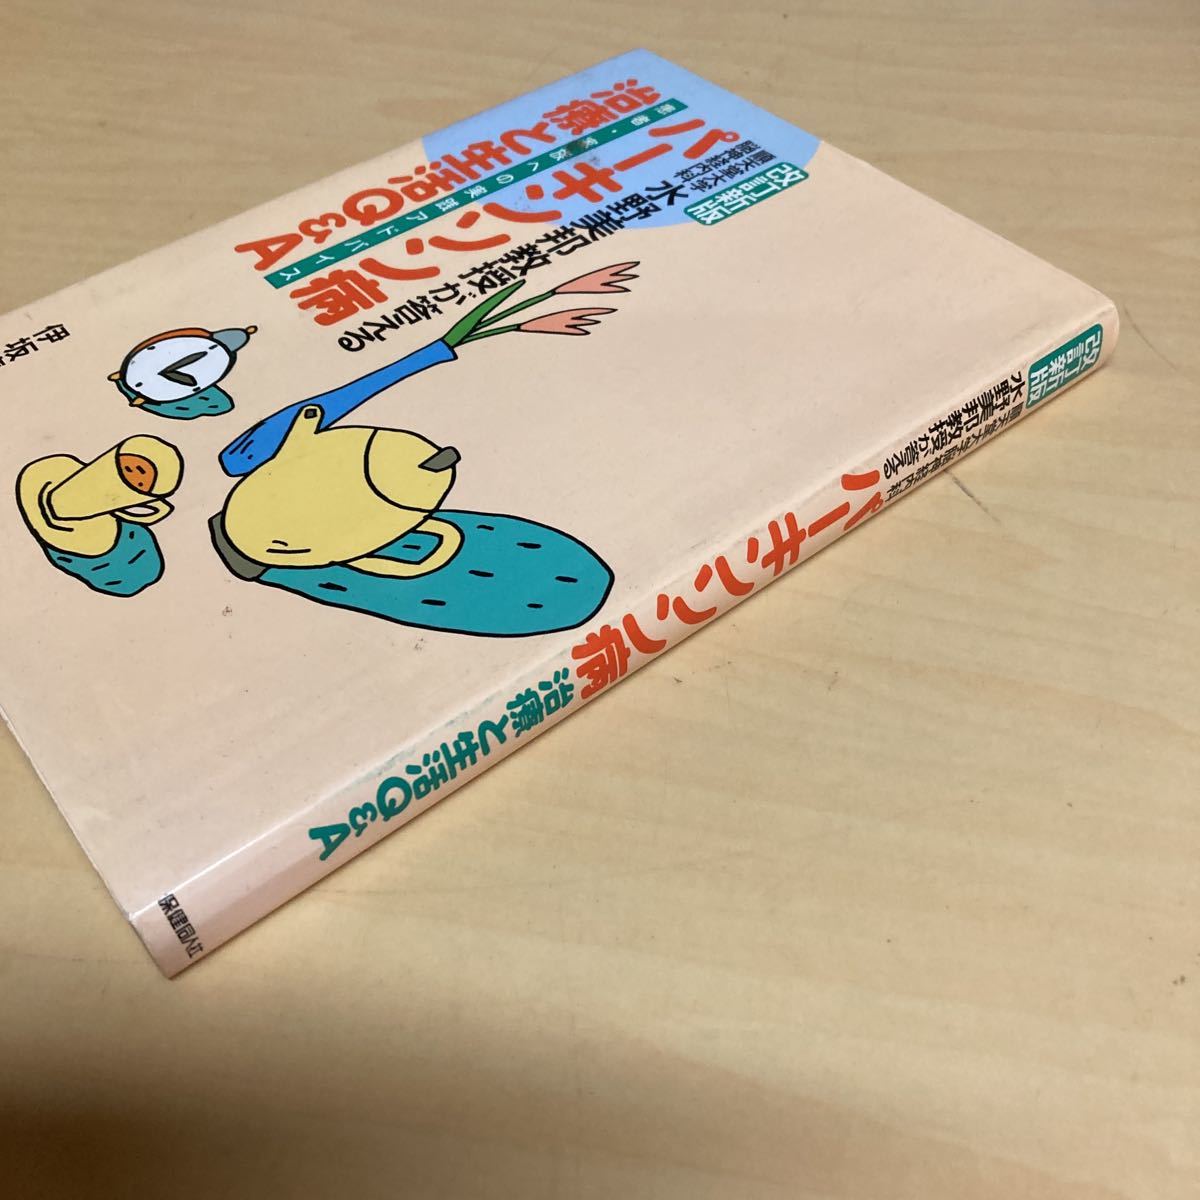 改訂新版
順天堂大学
脳神経内科
水野美邦教授が答える
パーキンソン病
患者・家族への実践アドバイス
治療と生活Q&A
伊坂
改訂新版
順天堂大学脳神経内科
水野美邦教授が答える
パーキンソン病
治療と生活Q&A
保健同人社